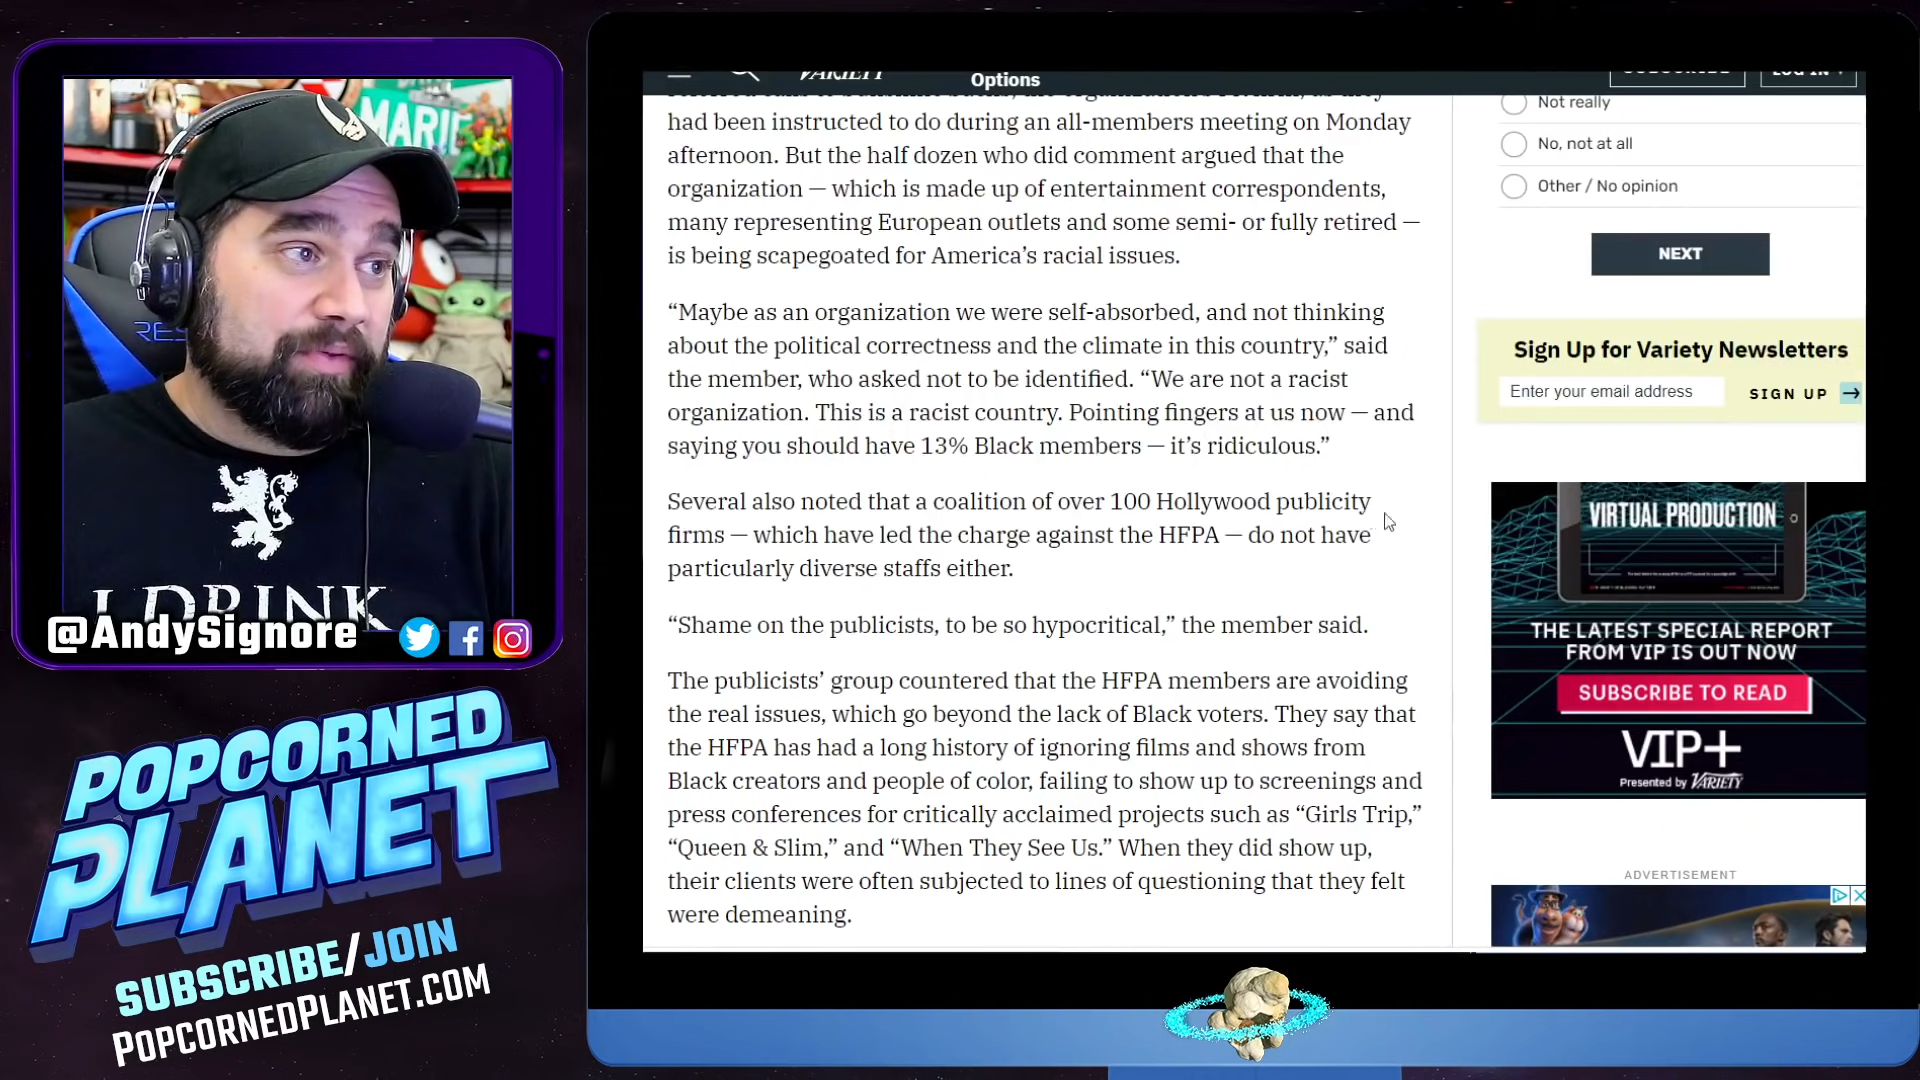 MARIE
RES
I DRINK
@AndySignore
POPCORNED
PLANET
SUBSCRIBE/JOIN
POPCORNEDPLANET.COM
VARIETY
Options
SUBSCRIBE
LOG IN
had been instructed to do during an all-members meeting on Monday
afternoon. But the half dozen who did comment argued that the
organization — which is made up of entertainment correspondents,
many representing European outlets and some semi- or fully retired —
is being scapegoated for America’s racial issues.
“Maybe as an organization we were self-absorbed, and not thinking
about the political correctness and the climate in this country,” said
the member, who asked not to be identified. “We are not a racist
organization. This is a racist country. Pointing fingers at us now — and
saying you should have 13% Black members — it’s ridiculous.”
Several also noted that a coalition of over 100 Hollywood publicity
firms — which have led the charge against the HFPA — do not have
particularly diverse staffs either.
“Shame on the publicists, to be so hypocritical,” the member said.
The publicists’ group countered that the HFPA members are avoiding
the real issues, which go beyond the lack of Black voters. They say that
the HFPA has had a long history of ignoring films and shows from
Black creators and people of color, failing to show up to screenings and
press conferences for critically acclaimed projects such as “Girls Trip,”
“Queen & Slim,” and “When They See Us.” When they did show up,
their clients were often subjected to lines of questioning that they felt
were demeaning.
Not really
No, not at all
Other / No opinion
NEXT
Sign Up for Variety Newsletters
Enter your email address
SIGN UP →
VIRTUAL PRODUCTION
THE LATEST SPECIAL REPORT
FROM VIP IS OUT NOW
SUBSCRIBE TO READ
VIP+
Presented by VARIETY
ADVERTISEMENT